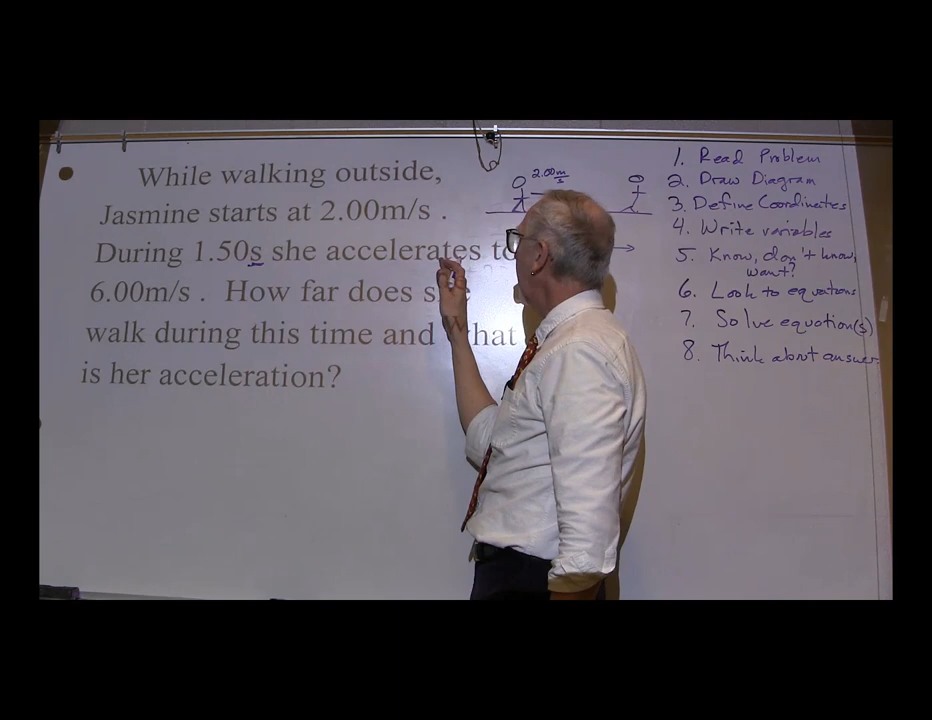 While walking outside,
Jasmine starts at 2.00m/s .
During 1.50s she accelerates to
6.00m/s . How far does she
walk during this time and what
is her acceleration?
2.00 m/s
1. Read Problem
2. Draw Diagram
3. Define Coordinates
4. Write variables
5. Know, don't know,
want?
6. Look to equations
7. Solve equation(s)
8. Think about answer.